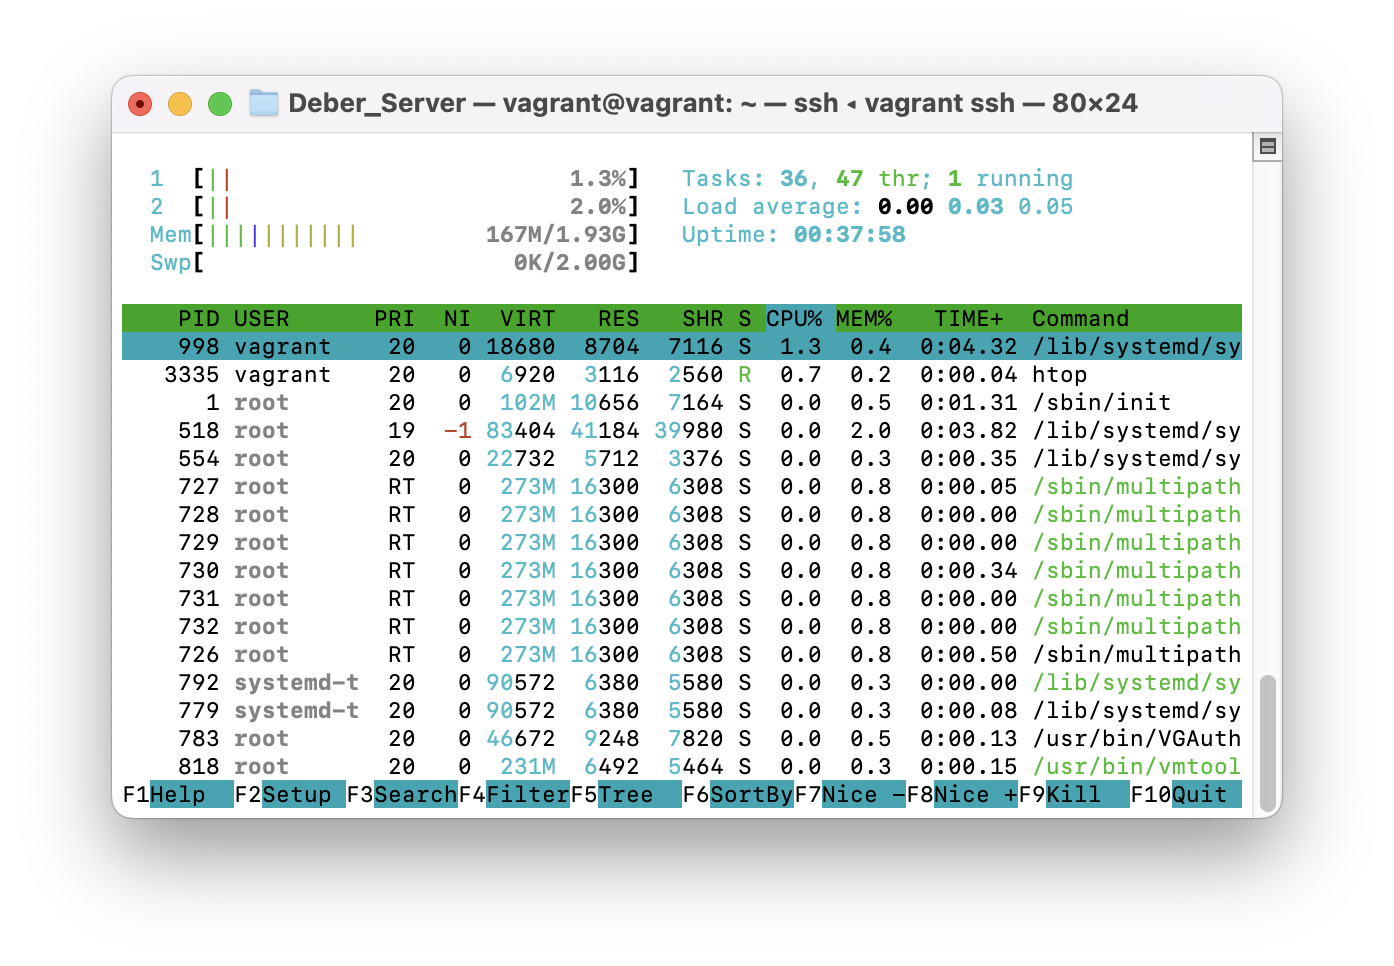 Deber_Server — vagrant@vagrant: ~ — ssh ◂ vagrant ssh — 80×24
1 [|| 1.3%] Tasks: 36, 47 thr; 1 running
2 [|| 2.0%] Load average: 0.00 0.03 0.05
Mem[||||||||||| 167M/1.93G] Uptime: 00:37:58
Swp[ 0K/2.00G]
PID USER PRI NI VIRT RES SHR S CPU% MEM% TIME+ Command
998 vagrant 20 0 18680 8704 7116 S 1.3 0.4 0:04.32 /lib/systemd/sy
3335 vagrant 20 0 6920 3116 2560 R 0.7 0.2 0:00.04 htop
1 root 20 0 102M 10656 7164 S 0.0 0.5 0:01.31 /sbin/init
518 root 19 -1 83404 41184 39980 S 0.0 2.0 0:03.82 /lib/systemd/sy
554 root 20 0 22732 5712 3376 S 0.0 0.3 0:00.35 /lib/systemd/sy
727 root RT 0 273M 16300 6308 S 0.0 0.8 0:00.05 /sbin/multipath
728 root RT 0 273M 16300 6308 S 0.0 0.8 0:00.00 /sbin/multipath
729 root RT 0 273M 16300 6308 S 0.0 0.8 0:00.00 /sbin/multipath
730 root RT 0 273M 16300 6308 S 0.0 0.8 0:00.34 /sbin/multipath
731 root RT 0 273M 16300 6308 S 0.0 0.8 0:00.00 /sbin/multipath
732 root RT 0 273M 16300 6308 S 0.0 0.8 0:00.00 /sbin/multipath
726 root RT 0 273M 16300 6308 S 0.0 0.8 0:00.50 /sbin/multipath
792 systemd-t 20 0 90572 6380 5580 S 0.0 0.3 0:00.00 /lib/systemd/sy
779 systemd-t 20 0 90572 6380 5580 S 0.0 0.3 0:00.08 /lib/systemd/sy
783 root 20 0 46672 9248 7820 S 0.0 0.5 0:00.13 /usr/bin/VGAuth
818 root 20 0 231M 6492 5464 S 0.0 0.3 0:00.15 /usr/bin/vmtool
F1Help F2Setup F3SearchF4FilterF5Tree F6SortByF7Nice -F8Nice +F9Kill F10Quit